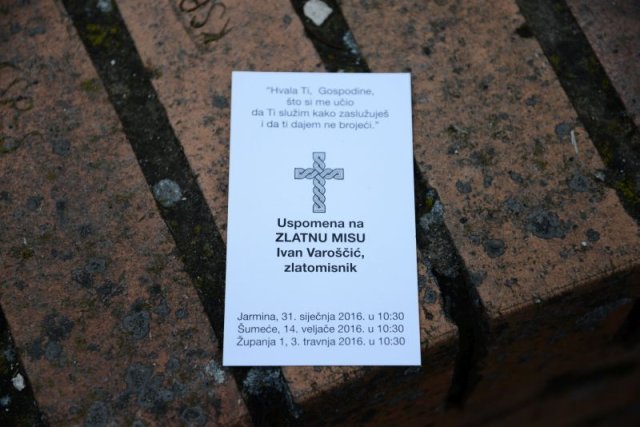 "Hvala Ti, Gospodine,
što si me učio
da Ti služim kako zaslužuješ
i da ti dajem ne brojeći."
Uspomena na
ZLATNU MISU
Ivan Varoščić,
zlatomisnik
Jarmina, 31. siječnja 2016. u 10:30
Šumeće, 14. veljače 2016. u 10:30
Županja 1, 3. travnja 2016. u 10:30